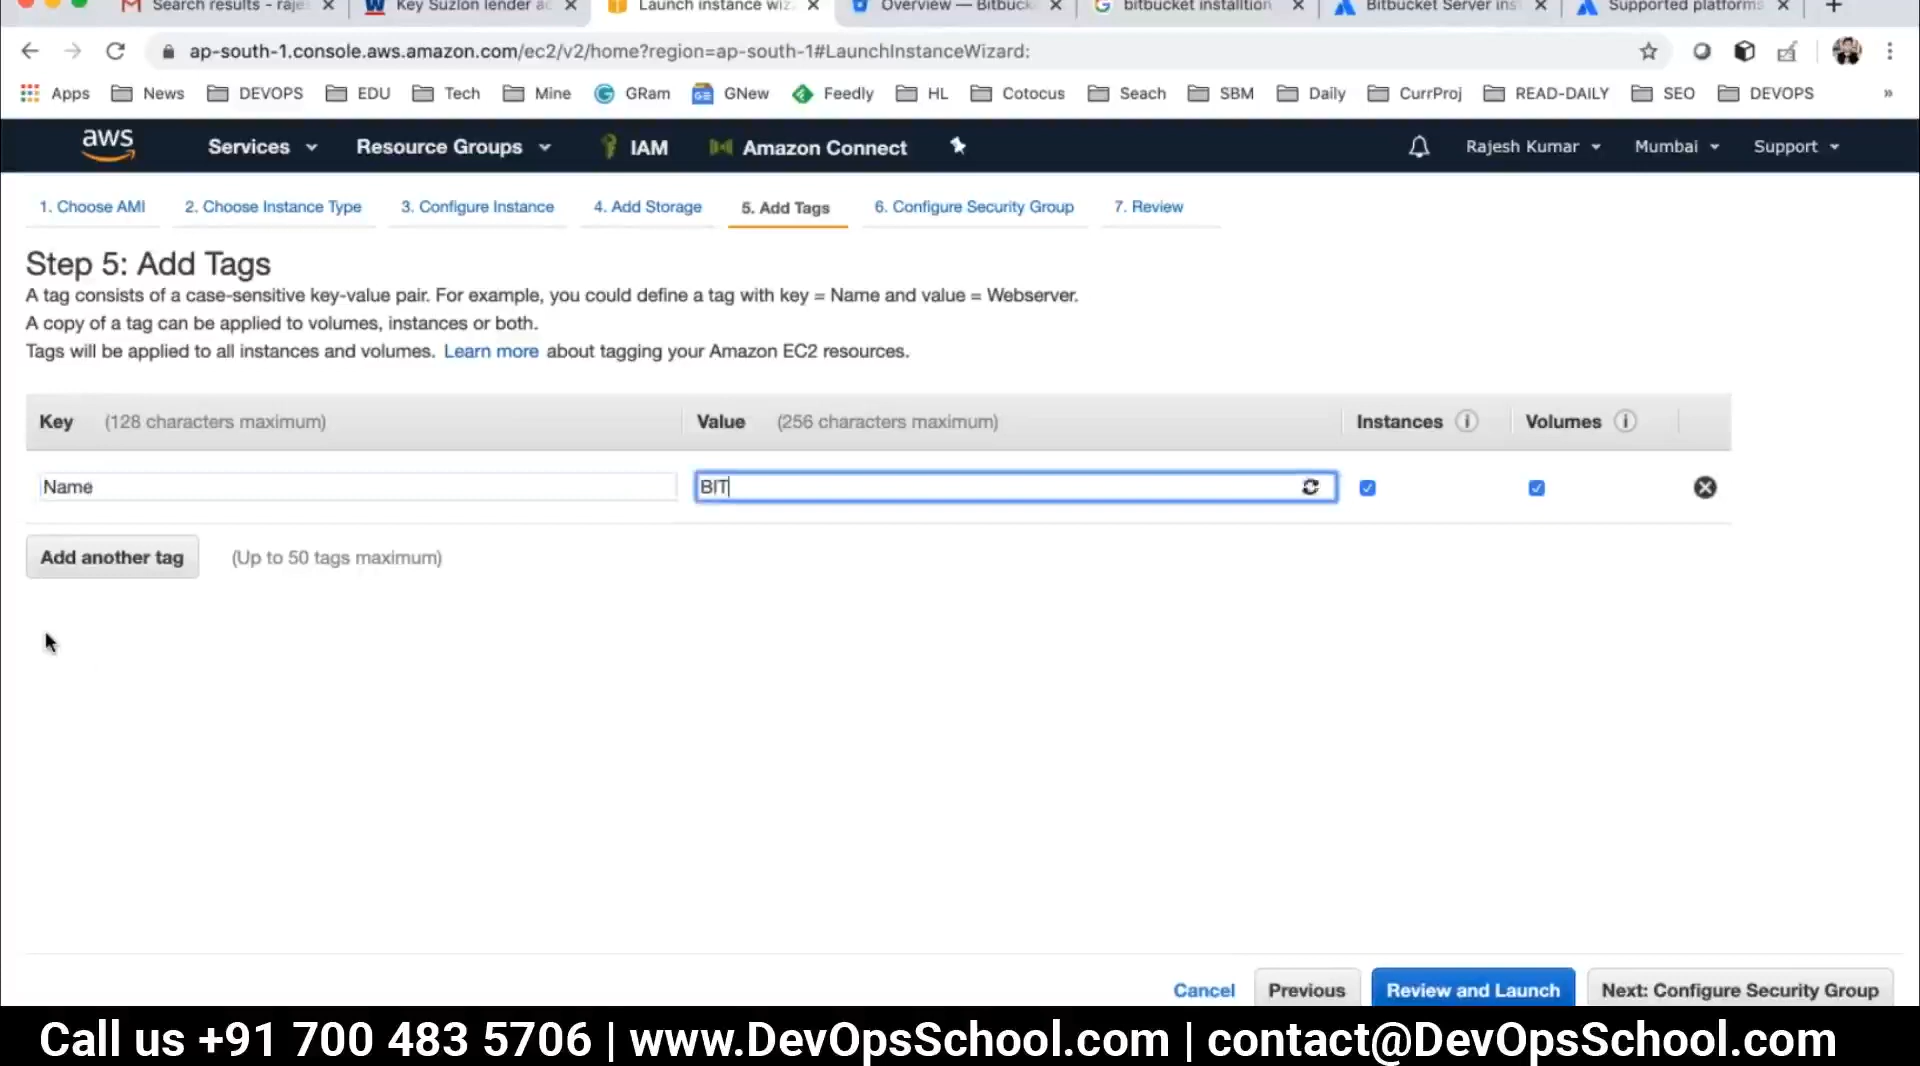 Search results - raje
Key Suzlon lender ac
Launch instance wiz
Overview — Bitbuck
bitbucket installtion
Bitbucket Server inst
Supported platforms
ap-south-1.console.aws.amazon.com/ec2/v2/home?region=ap-south-1#LaunchInstanceWizard:
Apps News DEVOPS EDU Tech Mine GRam GNew Feedly HL Cotocus Seach SBM Daily CurrProj READ-DAILY SEO DEVOPS »
aws Services Resource Groups IAM Amazon Connect Rajesh Kumar Mumbai Support
1. Choose AMI 2. Choose Instance Type 3. Configure Instance 4. Add Storage 5. Add Tags 6. Configure Security Group 7. Review
Step 5: Add Tags
A tag consists of a case-sensitive key-value pair. For example, you could define a tag with key = Name and value = Webserver.
A copy of a tag can be applied to volumes, instances or both.
Tags will be applied to all instances and volumes. Learn more about tagging your Amazon EC2 resources.
Key (128 characters maximum) Value (256 characters maximum) Instances Volumes
Name BIT
Add another tag (Up to 50 tags maximum)
Cancel Previous Review and Launch Next: Configure Security Group
Call us +91 700 483 5706 | www.DevOpsSchool.com | contact@DevOpsSchool.com